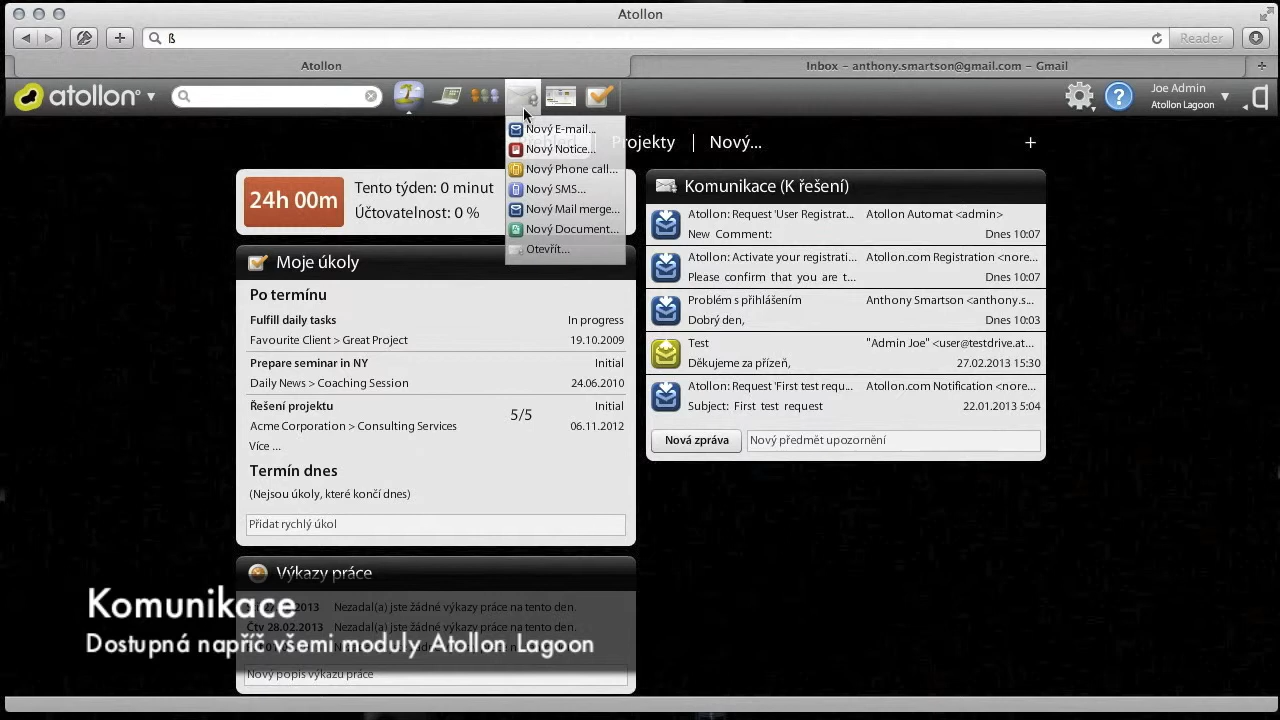 Atollon
ß
Reader
Atollon
Inbox – anthony.smartson@gmail.com – Gmail
atollon
Joe Admin
Atollon Lagoon
Nový E-mail...
Nový Notice...
Nový Phone call...
Nový SMS...
Nový Mail merge...
Nový Document...
Otevřít...
Projekty
Nový...
+
24h 00m
Tento týden: 0 minut
Účtovatelnost: 0 %
Moje úkoly
Po termínu
Fulfill daily tasks In progress
Favourite Client > Great Project 19.10.2009
Prepare seminar in NY Initial
Daily News > Coaching Session 24.06.2010
Řešení projektu Initial
5/5
Acme Corporation > Consulting Services 06.11.2012
Více ...
Termín dnes
(Nejsou úkoly, které končí dnes)
Přidat rychlý úkol
Komunikace (K řešení)
Atollon: Request 'User Registrat... Atollon Automat <admin>
New Comment: Dnes 10:07
Atollon: Activate your registrati... Atollon.com Registration <nore...
Please confirm that you are t... Dnes 10:07
Problém s přihlášením Anthony Smartson <anthony.s...
Dobrý den, Dnes 10:03
Test "Admin Joe" <user@testdrive.at...
Děkujeme za přízeň, 27.02.2013 15:30
Atollon: Request 'First test requ... Atollon.com Notification <nore...
Subject: First test request 22.01.2013 5:04
Nová zpráva Nový předmět upozornění
Výkazy práce
2013 Nezadal(a) jste žádné výkazy práce na tento den.
Čtv 28.02.2013 Nezadal(a) jste žádné výkazy práce na tento den.
Nový popis výkazu práce
Komunikace
Dostupná napříč všemi moduly Atollon Lagoon